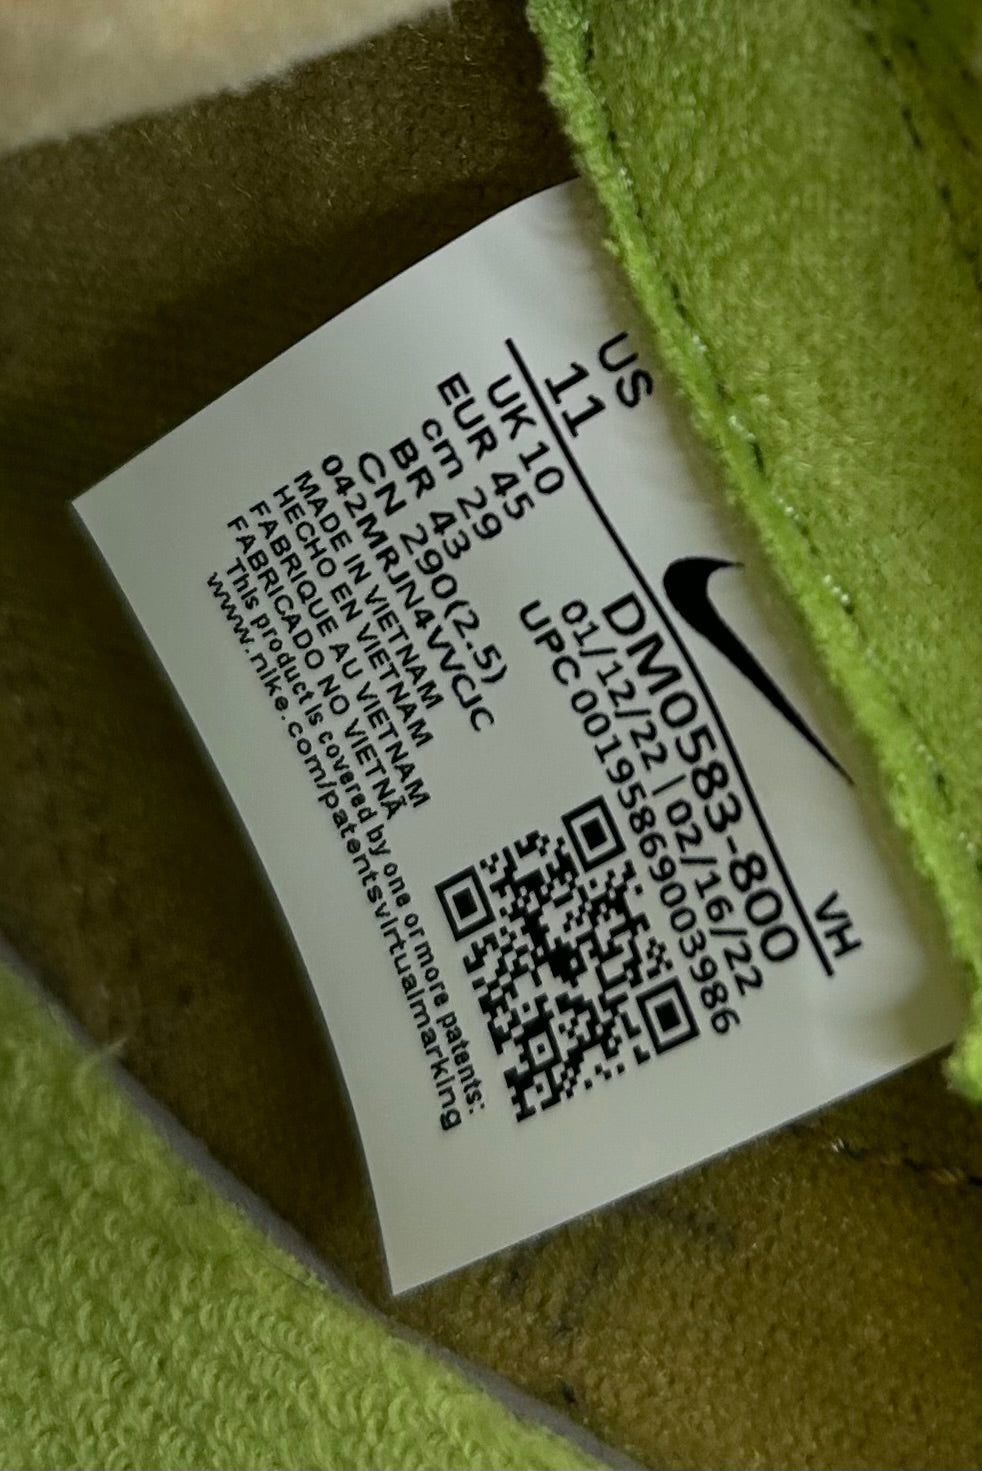 US
11
VH
UK 10
EUR 45
cm 29
BR 43
CN 290(2.5)
042MRJN4VVCJC
MADE IN VIETNAM
HECHO EN VIETNAM
FABRIQUE AU VIETNAM
FABRICADO NO VIETNÃ
This product is covered by one or more patents:
www.nike.com/patentsvirtualmarking
DM0583-800
01/12/22 | 02/16/22
UPC 00195869003986